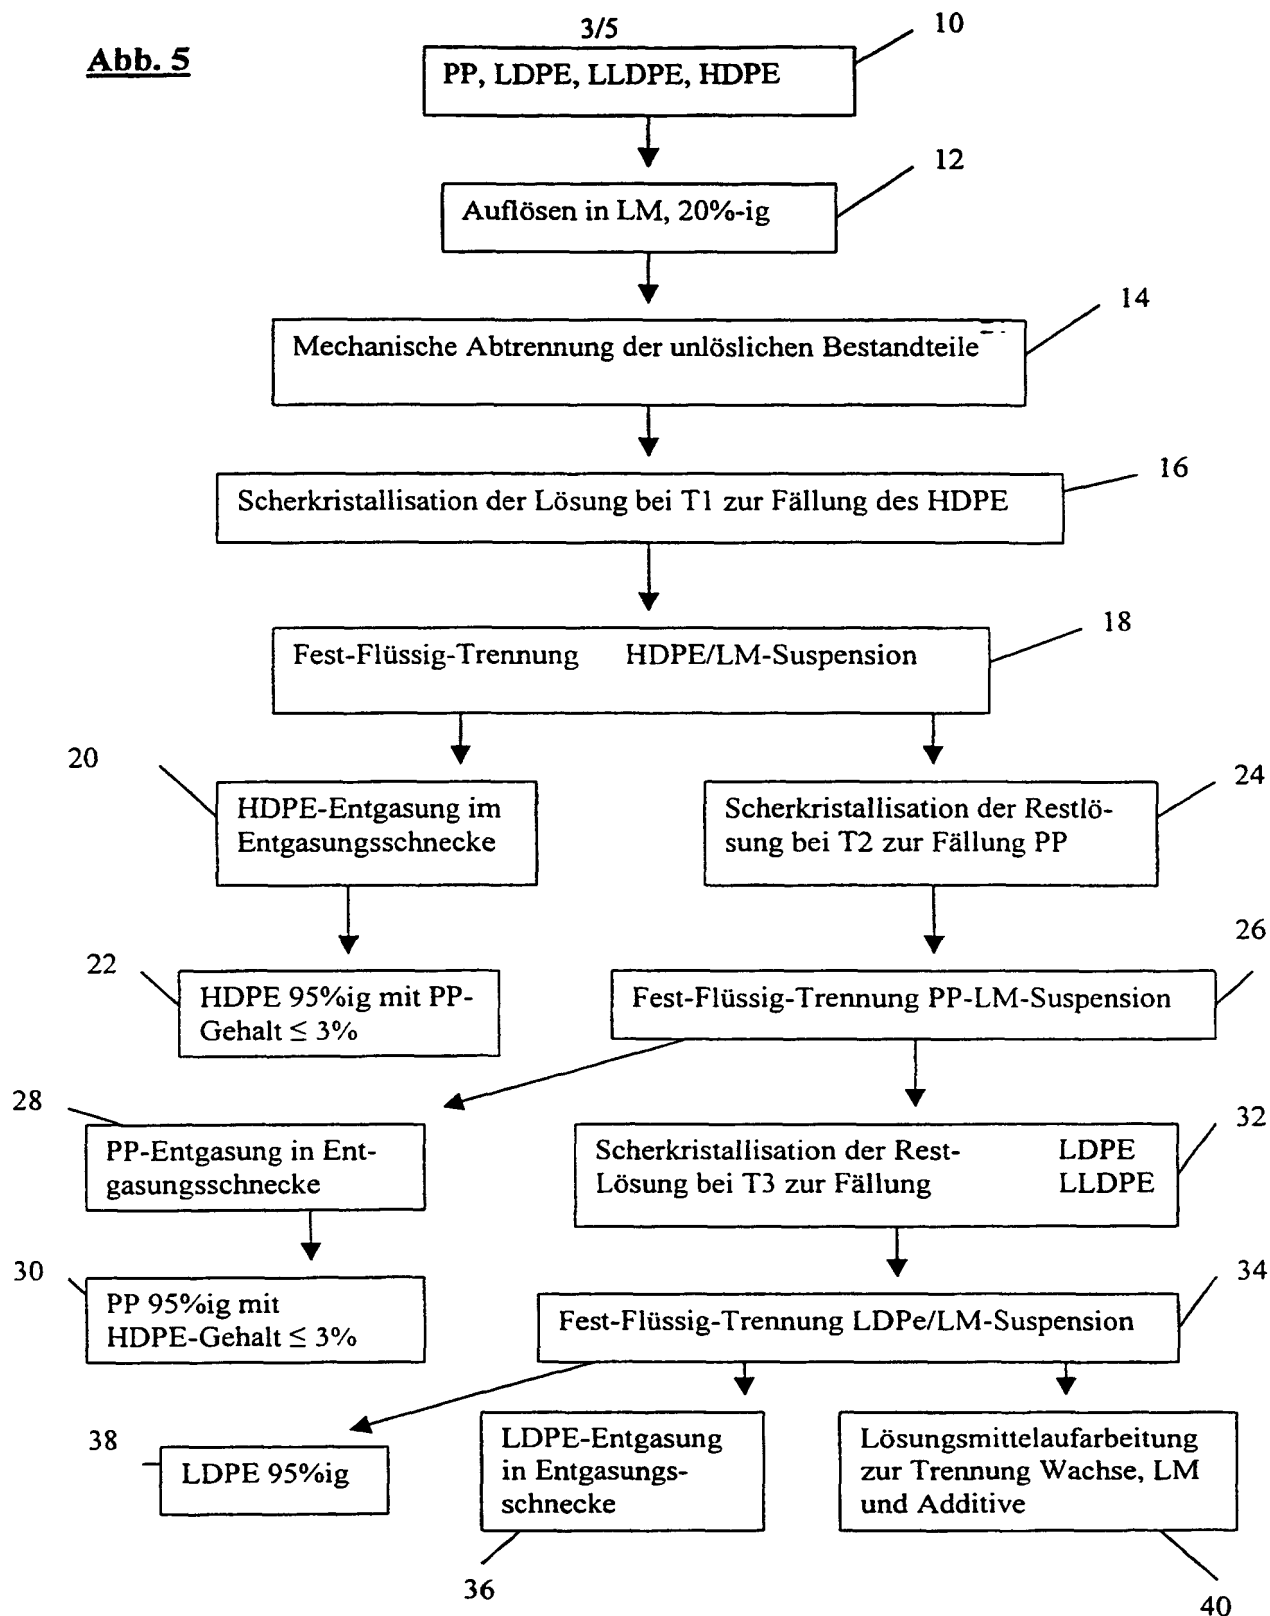 3/5
10
Abb. 5
PP, LDPE, LLDPE, HDPE
12
Auflösen in LM, 20%-ig
14
Mechanische Abtrennung der unlöslichen Bestandteile
16
Scherkristallisation der Lösung bei T1 zur Fällung des HDPE
18
Fest-Flüssig-Trennung HDPE/LM-Suspension
20
HDPE-Entgasung im
Entgasungsschnecke
24
Scherkristallisation der Restlö-
sung bei T2 zur Fällung PP
22
HDPE 95%ig mit PP-
Gehalt ≤ 3%
26
Fest-Flüssig-Trennung PP-LM-Suspension
28
PP-Entgasung in Ent-
gasungsschnecke
32
Scherkristallisation der Rest- LDPE
Lösung bei T3 zur Fällung LLDPE
30
PP 95%ig mit
HDPE-Gehalt ≤ 3%
34
Fest-Flüssig-Trennung LDPe/LM-Suspension
38
LDPE 95%ig
LDPE-Entgasung
in Entgasungs-
schnecke
36
Lösungsmittelaufarbeitung
zur Trennung Wachse, LM
und Additive
40